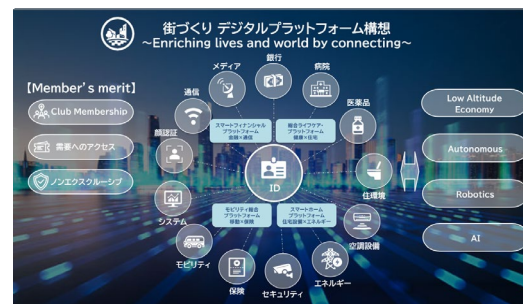 街づくり デジタルプラットフォーム構想
～Enriching lives and world by connecting～
【Member's merit】
Club Membership
需要へのアクセス
ノンエクスクルーシブ
メディア
銀行
病院
通信
医薬品
顔認証
住環境
システム
空調設備
モビリティ
エネルギー
保険
セキュリティ
スマートフィナンシャル
プラットフォーム
金融×通信
総合ライフケア・
プラットフォーム
健康×住宅
ID
モビリティ総合
プラットフォーム
移動×保険
スマートホーム
プラットフォーム
住宅設備×エネルギー
Low Altitude
Economy
Autonomous
Robotics
AI